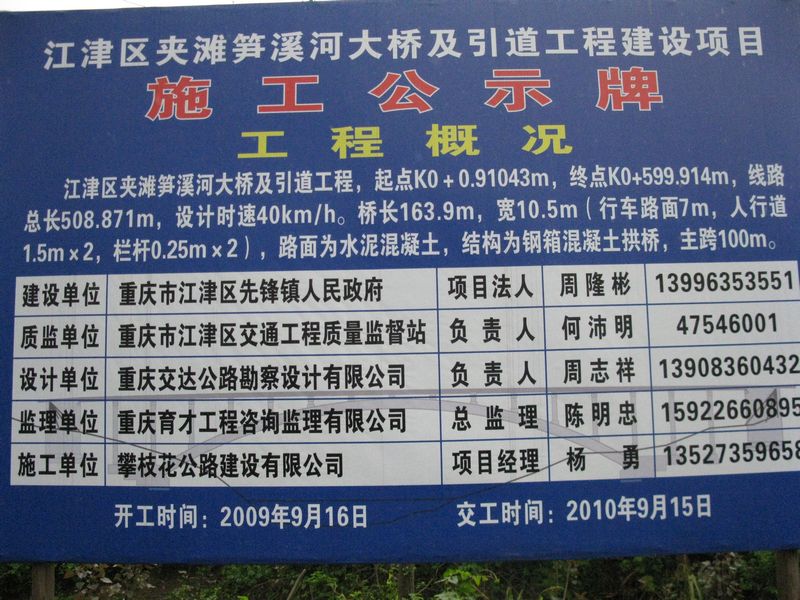 江津区夹滩笋溪河大桥及引道工程建设项目
施工公示牌
工程概况
江津区夹滩笋溪河大桥及引道工程，起点K0+0.91043m，终点K0+599.914m，线路
总长508.871m，设计时速40km/h。桥长163.9m，宽10.5m（行车路面7m，人行道
1.5m×2，栏杆0.25m×2），路面为水泥混凝土，结构为钢箱混凝土拱桥，主跨100m。
建设单位 重庆市江津区先锋镇人民政府 项目法人 周隆彬 13996353551
质监单位 重庆市江津区交通工程质量监督站 负责人 何沛明 47546001
设计单位 重庆交达公路勘察设计有限公司 负责人 周志祥 13908360432
监理单位 重庆育才工程咨询监理有限公司 总监理 陈明忠 15922660895
施工单位 攀枝花公路建设有限公司 项目经理 杨勇 13527359658
开工时间：2009年9月16日 交工时间：2010年9月15日